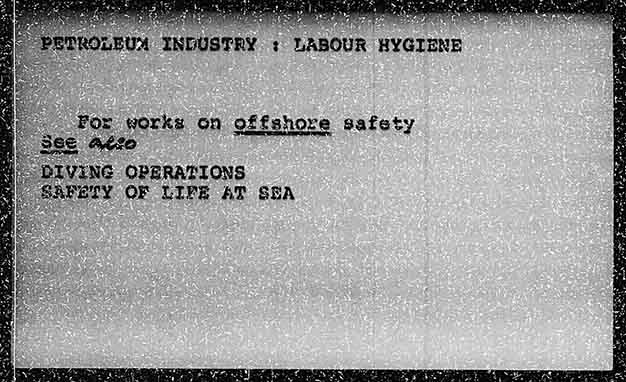 PETROLEUM INDUSTRY : LABOUR HYGIENE
For works on offshore safety
See also
DIVING OPERATIONS
SAFETY OF LIFE AT SEA